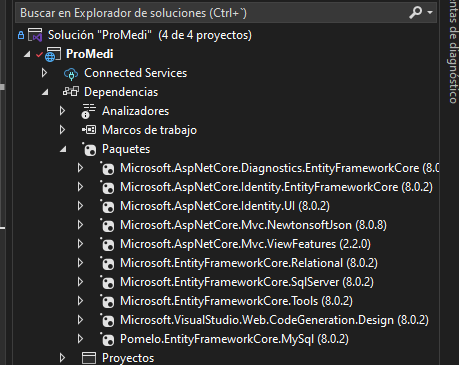 Buscar en Explorador de soluciones (Ctrl+¨)
Solución "ProMedi" (4 de 4 proyectos)
ProMedi
Connected Services
Dependencias
Analizadores
Marcos de trabajo
Paquetes
Microsoft.AspNetCore.Diagnostics.EntityFrameworkCore (8.0
Microsoft.AspNetCore.Identity.EntityFrameworkCore (8.0.2)
Microsoft.AspNetCore.Identity.UI (8.0.2)
Microsoft.AspNetCore.Mvc.NewtonsoftJson (8.0.8)
Microsoft.AspNetCore.Mvc.ViewFeatures (2.2.0)
Microsoft.EntityFrameworkCore.Relational (8.0.2)
Microsoft.EntityFrameworkCore.SqlServer (8.0.2)
Microsoft.EntityFrameworkCore.Tools (8.0.2)
Microsoft.VisualStudio.Web.CodeGeneration.Design (8.0.2)
Pomelo.EntityFrameworkCore.MySql (8.0.2)
Proyectos
ntas de diagnóstico